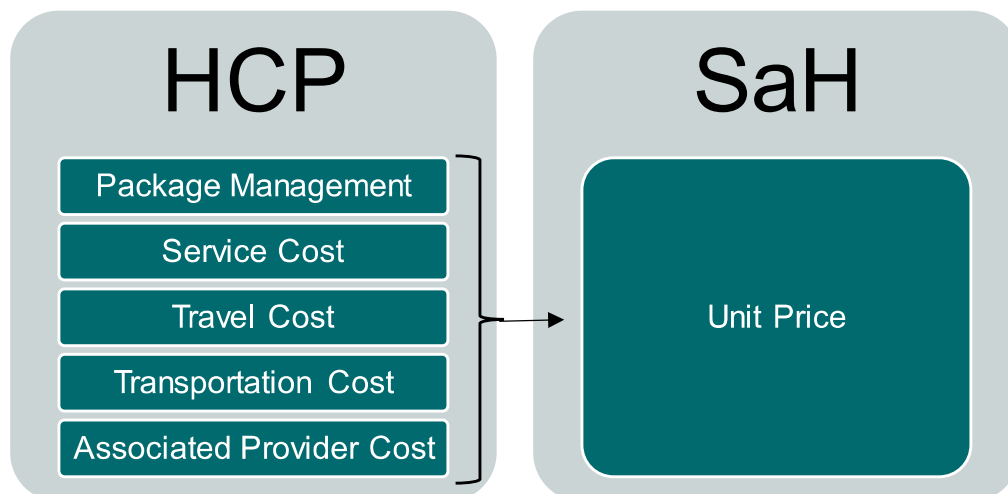 HCP
Package Management
Service Cost
Travel Cost
Transportation Cost
Associated Provider Cost
SaH
Unit Price